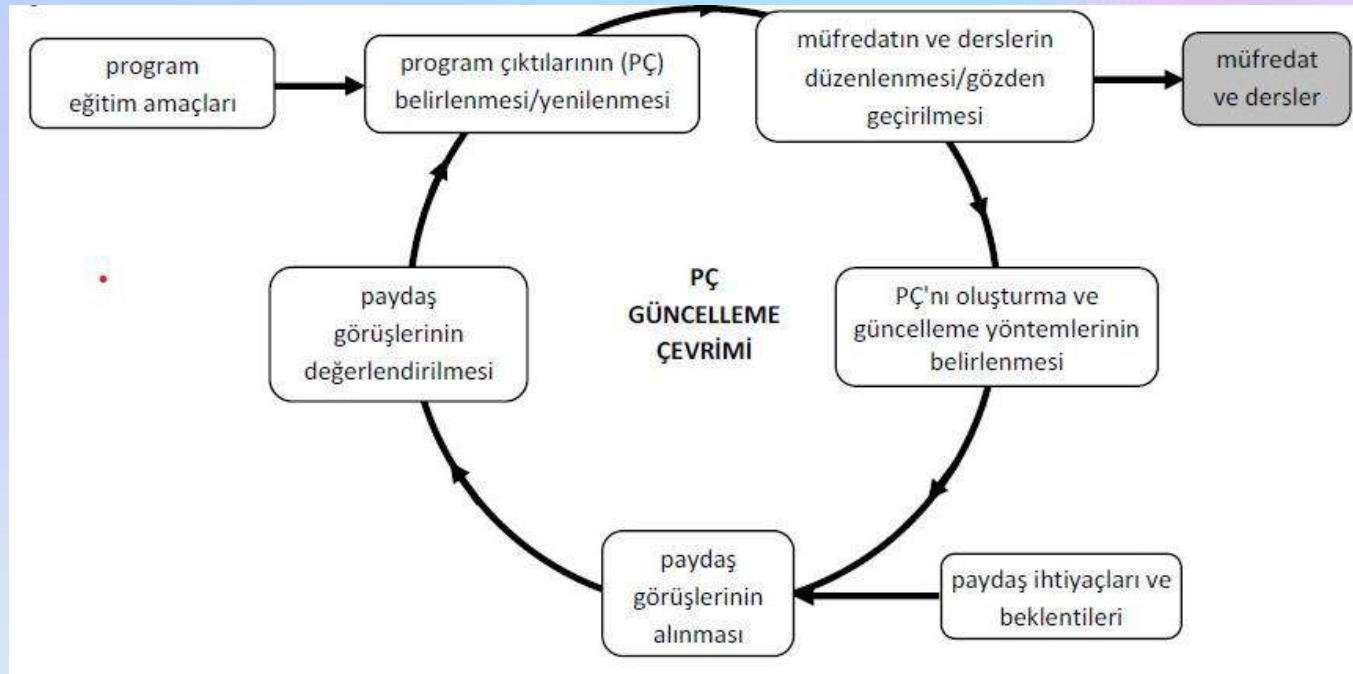 program
eğitim amaçları
program çıktılarının (PÇ)
belirlenmesi/yenilenmesi
müfredatın ve derslerin
düzenlenmesi/gözden
geçirilmesi
müfredat
ve dersler
paydaş
görüşlerinin
değerlendirilmesi
PÇ
GÜNCELLEME
ÇEVRİMİ
PÇ'nı oluşturma ve
güncelleme yöntemlerinin
belirlenmesi
paydaş
görüşlerinin
alınması
paydaş ihtiyaçları ve
beklentileri